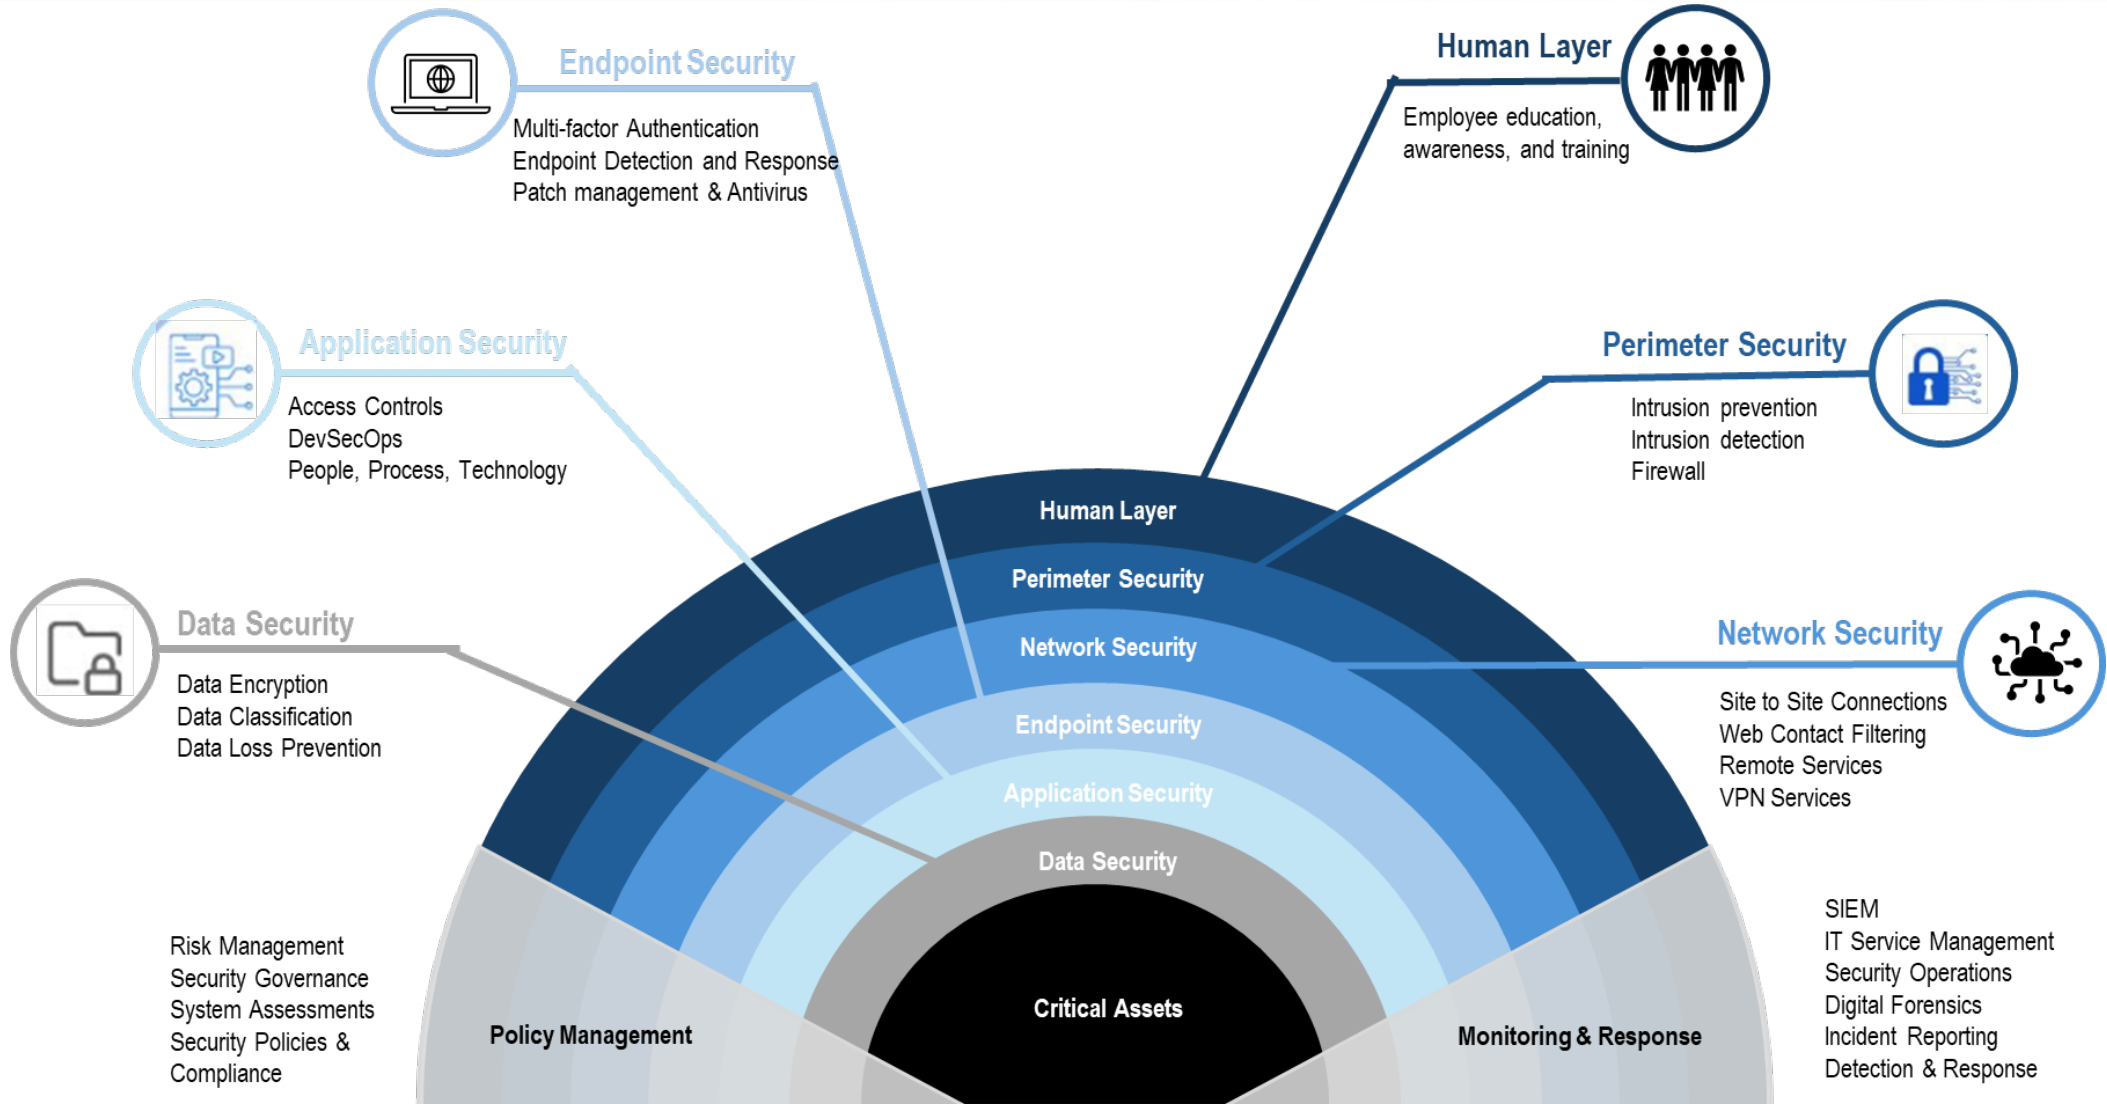 Endpoint Security
Multi-factor Authentication
Endpoint Detection and Response
Patch management & Antivirus
Human Layer
Employee education,
awareness, and training
Application Security
Access Controls
DevSecOps
People, Process, Technology
Perimeter Security
Intrusion prevention
Intrusion detection
Firewall
Data Security
Data Encryption
Data Classification
Data Loss Prevention
Network Security
Site to Site Connections
Web Contact Filtering
Remote Services
VPN Services
Human Layer
Perimeter Security
Network Security
Endpoint Security
Application Security
Data Security
Critical Assets
Risk Management
Security Governance
System Assessments
Security Policies &
Compliance
Policy Management
Monitoring & Response
SIEM
IT Service Management
Security Operations
Digital Forensics
Incident Reporting
Detection & Response